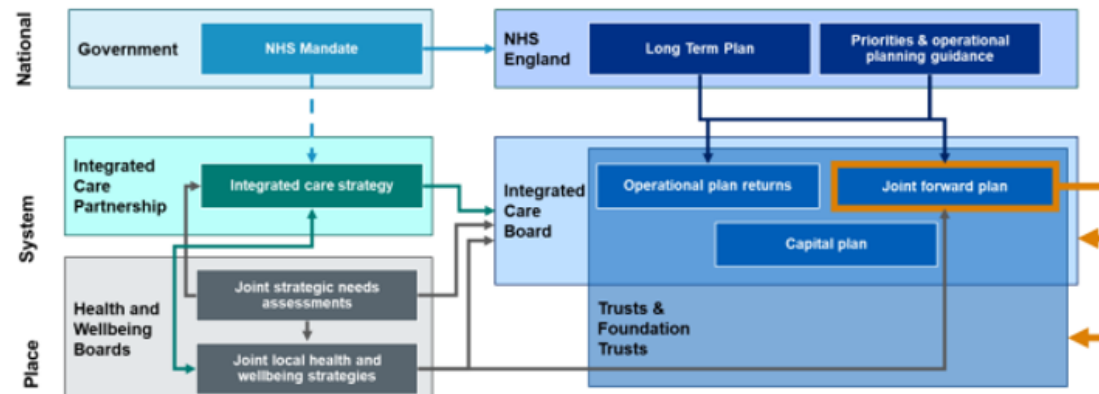 National
Government
NHS Mandate
NHS
England
Long Term Plan
Priorities & operational
planning guidance
System
Integrated
Care
Partnership
Integrated care strategy
Integrated
Care
Board
Operational plan returns
Joint forward plan
Capital plan
Place
Health and
Wellbeing
Boards
Joint strategic needs
assessments
Joint local health and
wellbeing strategies
Trusts &
Foundation
Trusts